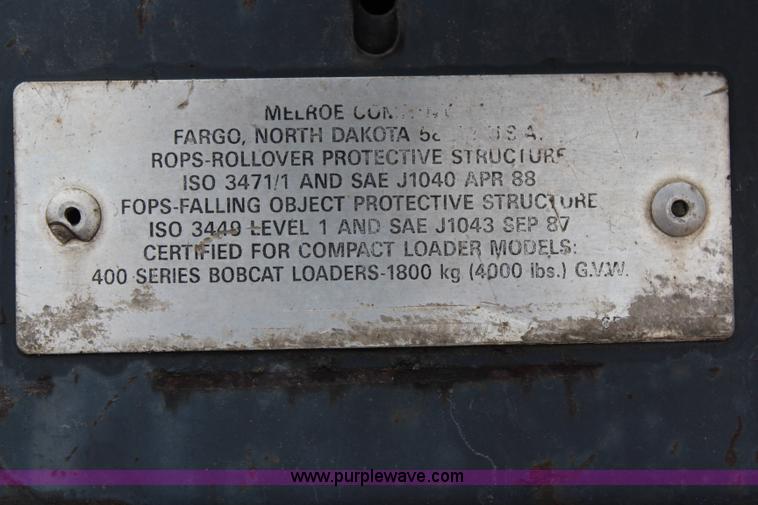 MELROE
FARGO, NORTH DAKOTA U.S.A.
ROPS-ROLLOVER PROTECTIVE STRUCTURE
ISO 3471/1 AND SAE J1040 APR 88
FOPS-FALLING OBJECT PROTECTIVE STRUCTURE
ISO 3449 LEVEL 1 AND SAE J1043 SEP 87
CERTIFIED FOR COMPACT LOADER MODELS:
400 SERIES BOBCAT LOADERS-1800 kg (4000 lbs.) G.V.W.
www.purplewave.com